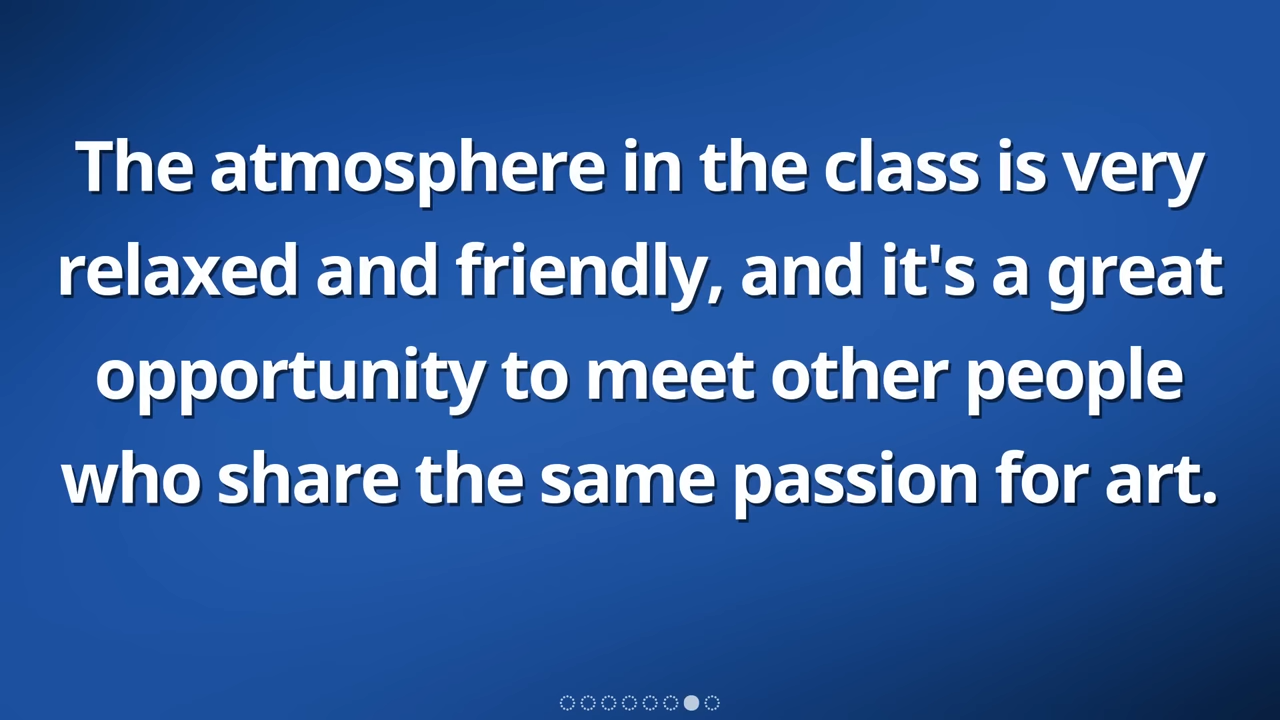 The atmosphere in the class is very
relaxed and friendly, and it's a great
opportunity to meet other people
who share the same passion for art.